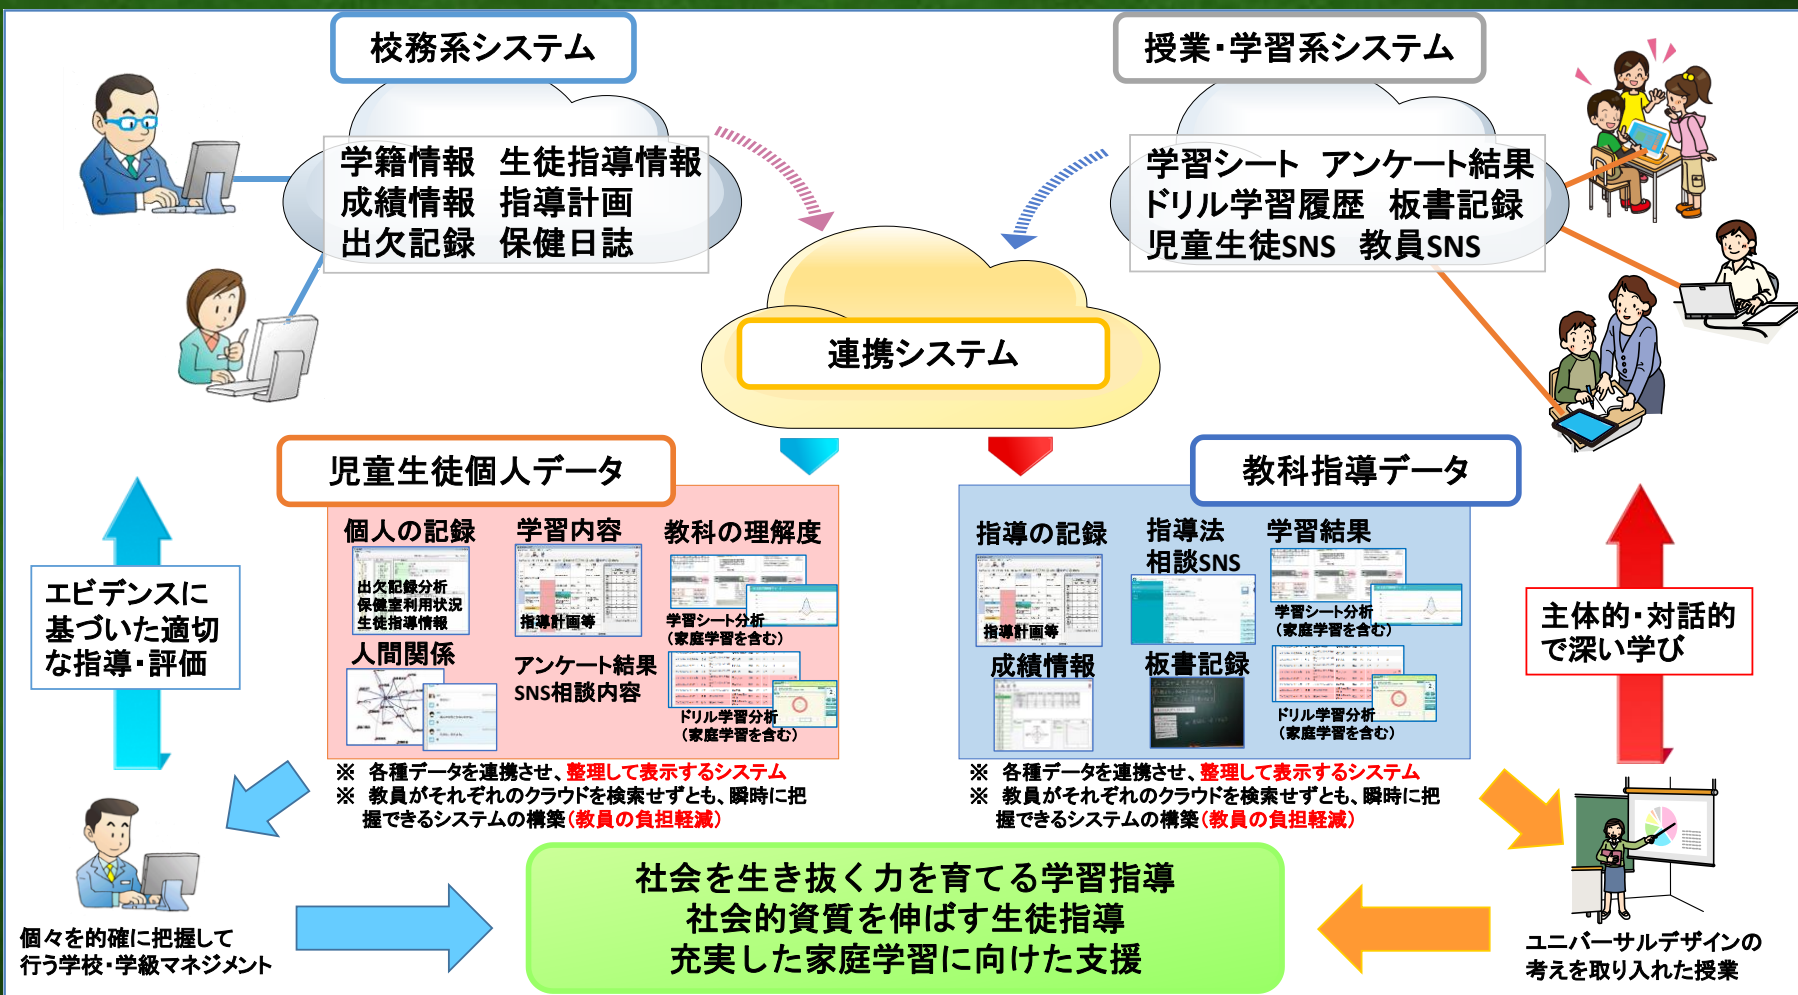 校務系システム
授業・学習系システム
学籍情報　生徒指導情報
成績情報　指導計画
出欠記録　保健日誌
学習シート　アンケート結果
ドリル学習履歴　板書記録
児童生徒SNS　教員SNS
連携システム
児童生徒個人データ
教科指導データ
個人の記録
出欠記録分析
保健室利用状況
生徒指導情報
学習内容
指導計画等
教科の理解度
学習シート分析
（家庭学習を含む）
人間関係
アンケート結果
SNS相談内容
ドリル学習分析
（家庭学習を含む）
指導の記録
指導計画等
指導法
相談SNS
学習結果
学習シート分析
（家庭学習を含む）
成績情報
板書記録
ドリル学習分析
（家庭学習を含む）
エビデンスに
基づいた適切
な指導・評価
主体的・対話的
で深い学び
※　各種データを連携させ、整理して表示するシステム
※　教員がそれぞれのクラウドを検索せずとも、瞬時に把
握できるシステムの構築（教員の負担軽減）
※　各種データを連携させ、整理して表示するシステム
※　教員がそれぞれのクラウドを検索せずとも、瞬時に把
握できるシステムの構築（教員の負担軽減）
個々を的確に把握して
行う学校・学級マネジメント
社会を生き抜く力を育てる学習指導
社会的資質を伸ばす生徒指導
充実した家庭学習に向けた支援
ユニバーサルデザインの
考えを取り入れた授業